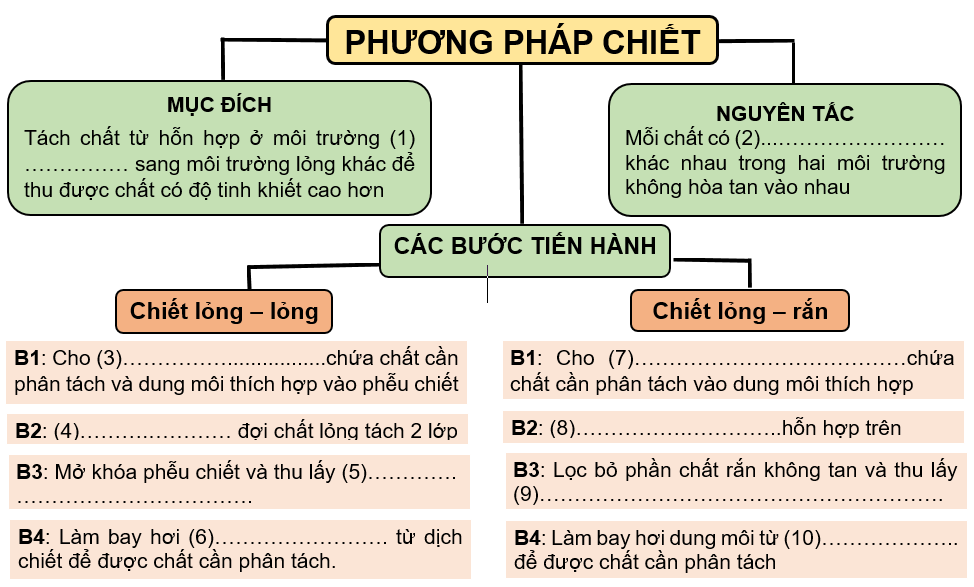 PHƯƠNG PHÁP CHIẾT
MỤC ĐÍCH
Tách chất từ hỗn hợp ở môi trường (1)
…………… sang môi trường lỏng khác để
thu được chất có độ tinh khiết cao hơn
NGUYÊN TẮC
Mỗi chất có (2)...……………………
khác nhau trong hai môi trường
không hòa tan vào nhau
CÁC BƯỚC TIẾN HÀNH
Chiết lỏng – lỏng
B1: Cho (3)……………..................chứa chất cần
phân tách và dung môi thích hợp vào phễu chiết
B2: (4)……….………… đợi chất lỏng tách 2 lớp
B3: Mở khóa phễu chiết và thu lấy (5)…………
…………………………….
B4: Làm bay hơi (6)……………………. từ dịch
chiết để được chất cần phân tách.
Chiết lỏng – rắn
B1: Cho (7)………………………………chứa
chất cần phân tách vào dung môi thích hợp
B2: (8)…………….…………..hỗn hợp trên
B3: Lọc bỏ phần chất rắn không tan và thu lấy
(9)……………………………………………….
B4: Làm bay hơi dung môi từ (10)………………..
để được chất cần phân tách